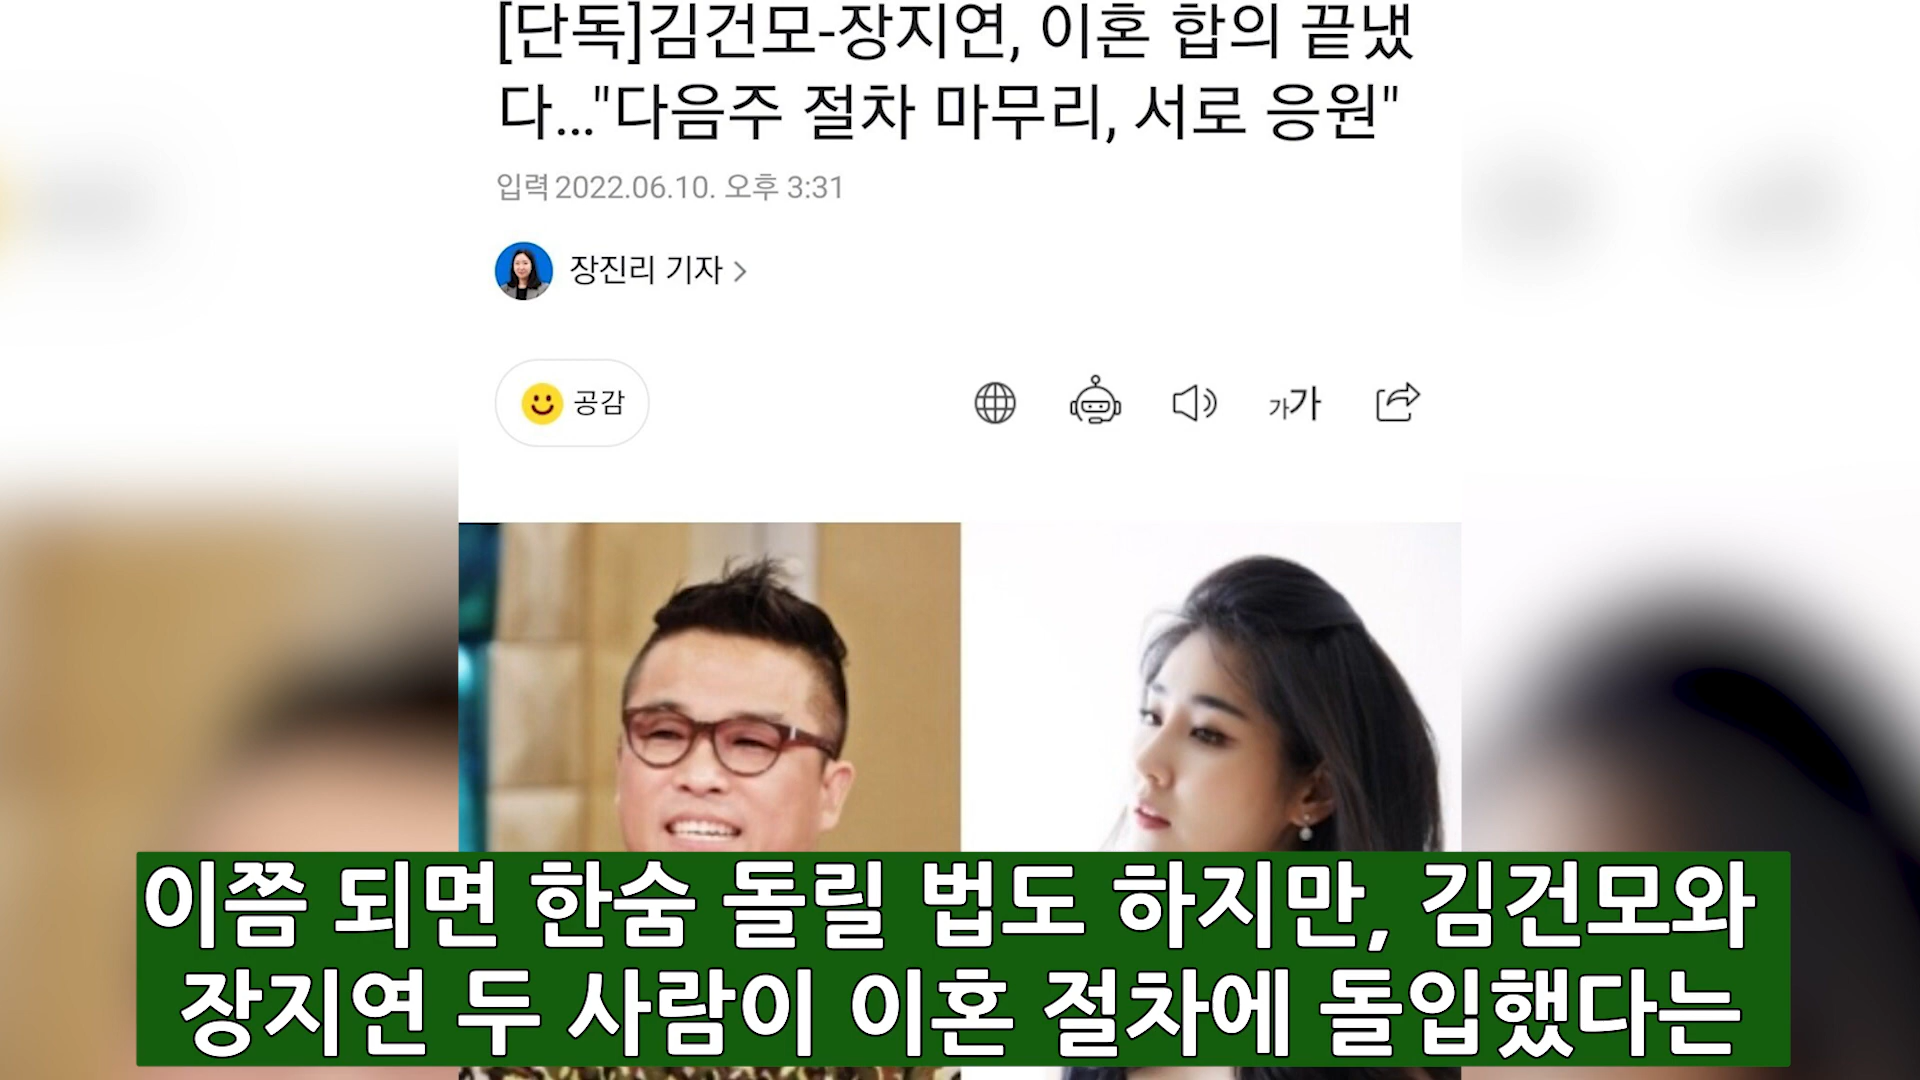 [단독]김건모-장지연, 이혼 합의 끝냈
다..."다음주 절차 마무리, 서로 응원"
입력 2022.06.10. 오후 3:31
장진리 기자 >
공감
가가
이쯤 되면 한숨 돌릴 법도 하지만, 김건모와
장지연 두 사람이 이혼 절차에 돌입했다는